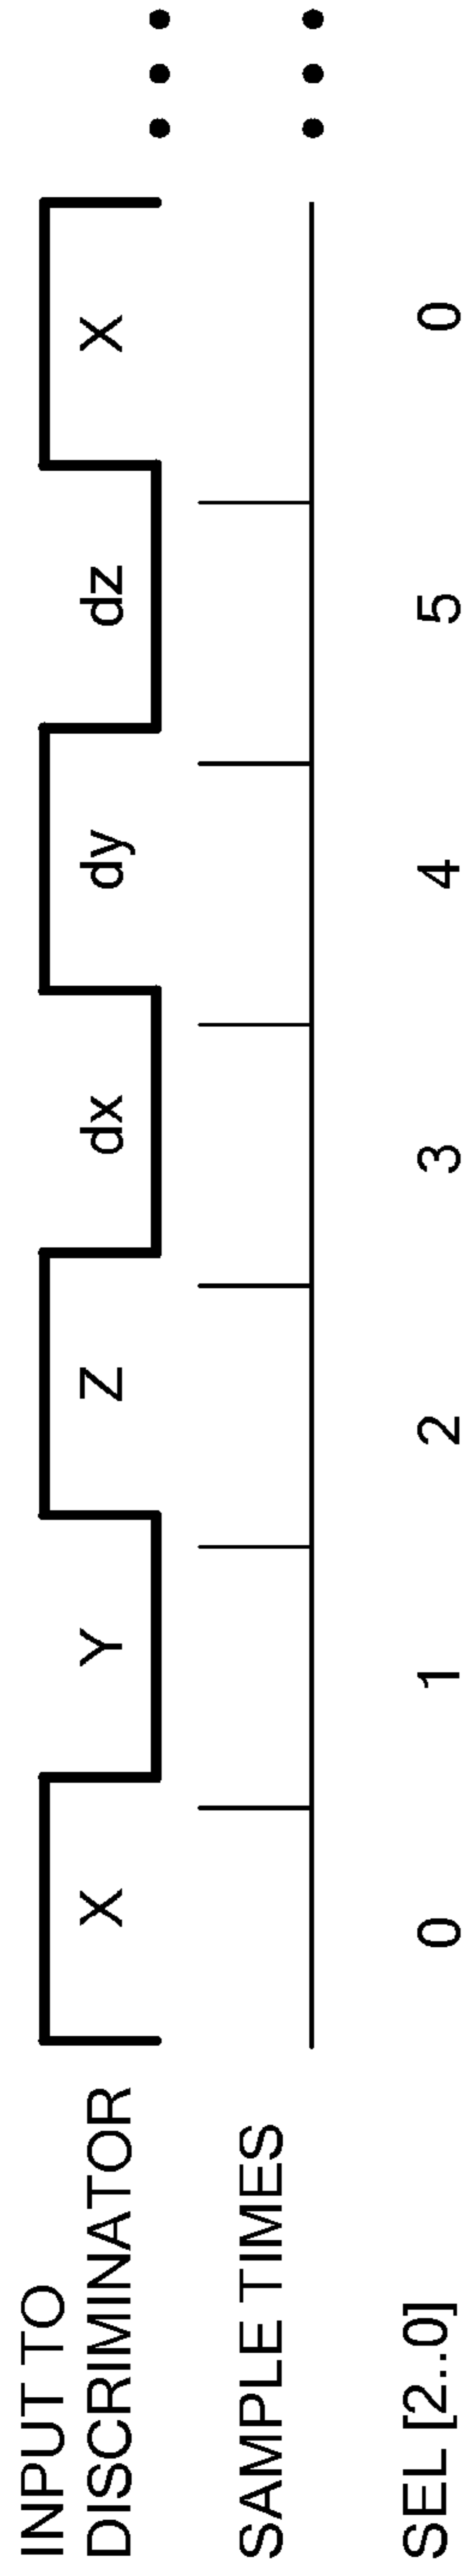 INPUT TO
DISCRIMINATOR
X Y Z dx dy dz X
SAMPLE TIMES
SEL [2..0]
0 1 2 3 4 5 0